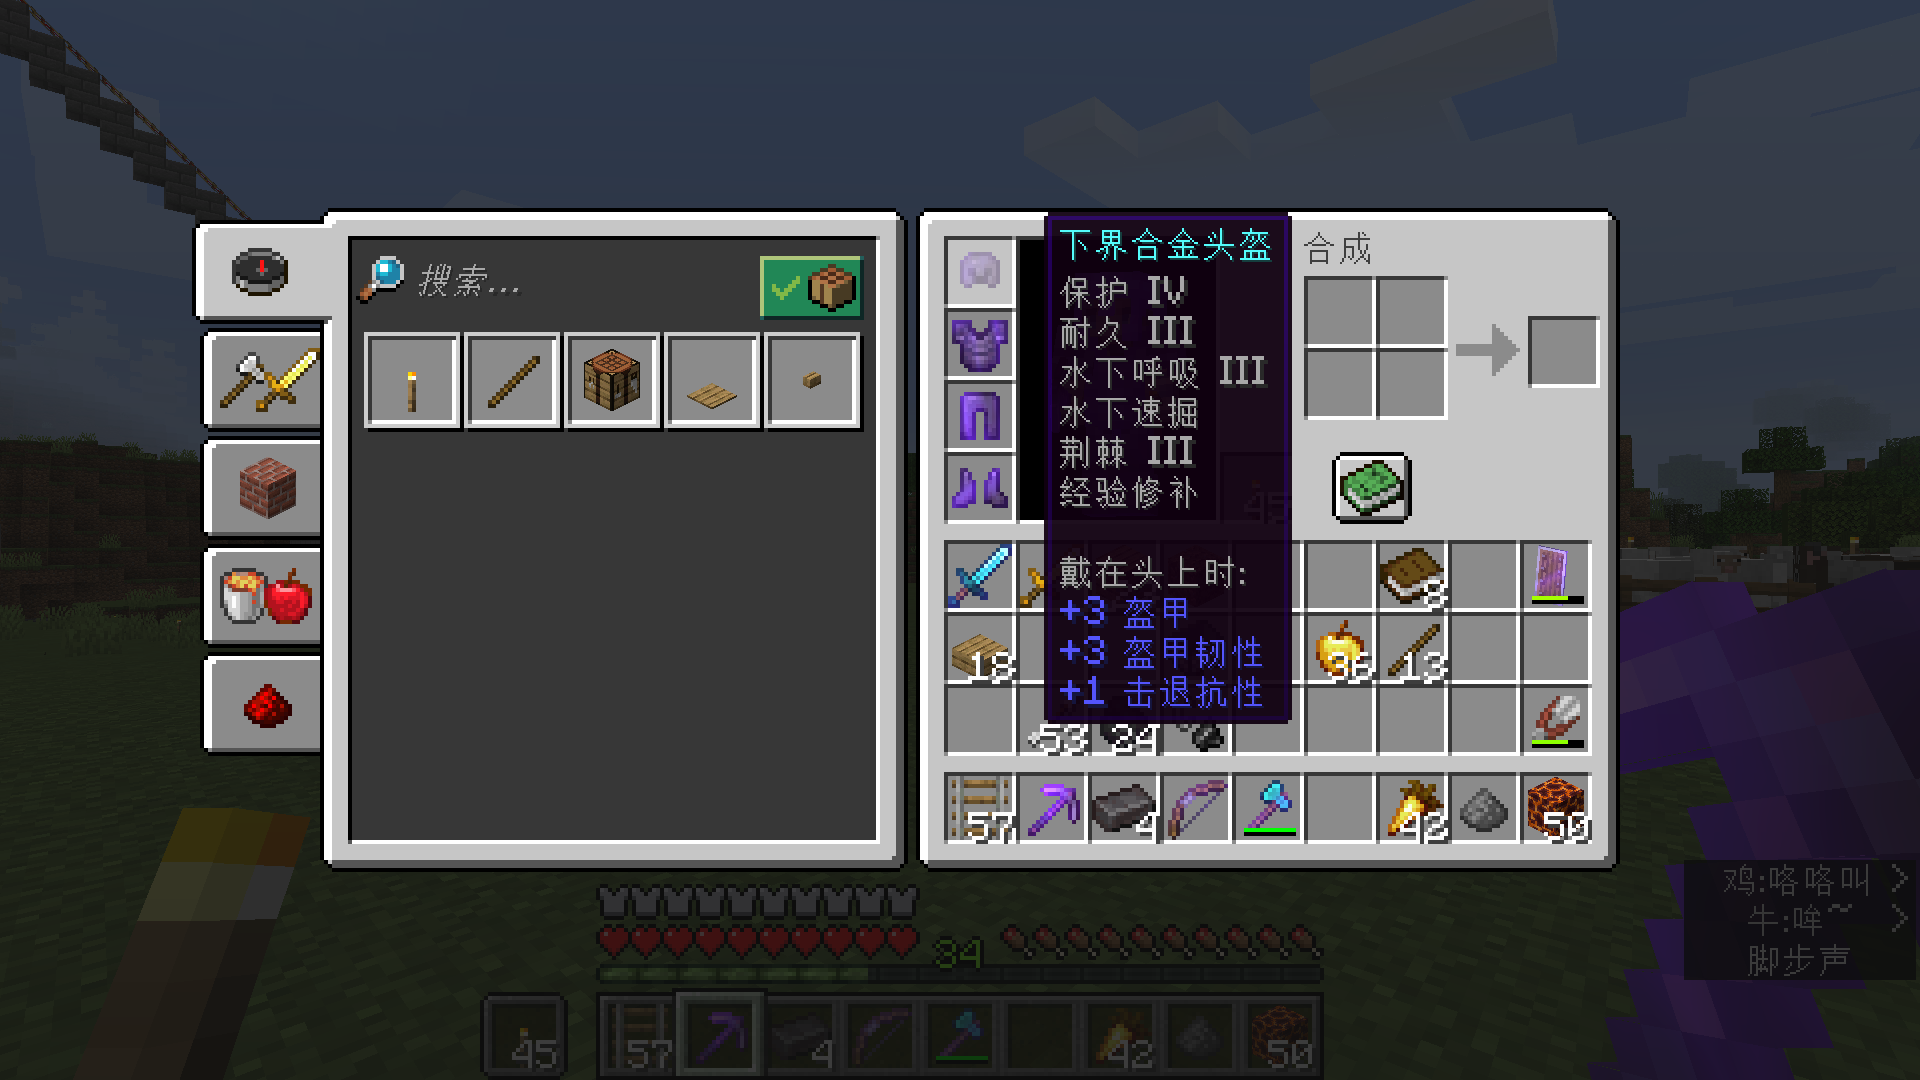 搜索...
下界合金头盔
保护 IV
耐久 III
水下呼吸 III
水下速掘
荆棘 III
经验修补
戴在头上时:
+3 盔甲
+3 盔甲韧性
+1 击退抗性
合成
45
3
18
36
13
53
34
57
4
42
50
34
鸡:咯咯叫 >
牛:哞~ >
脚步声
45
57
4
42
50